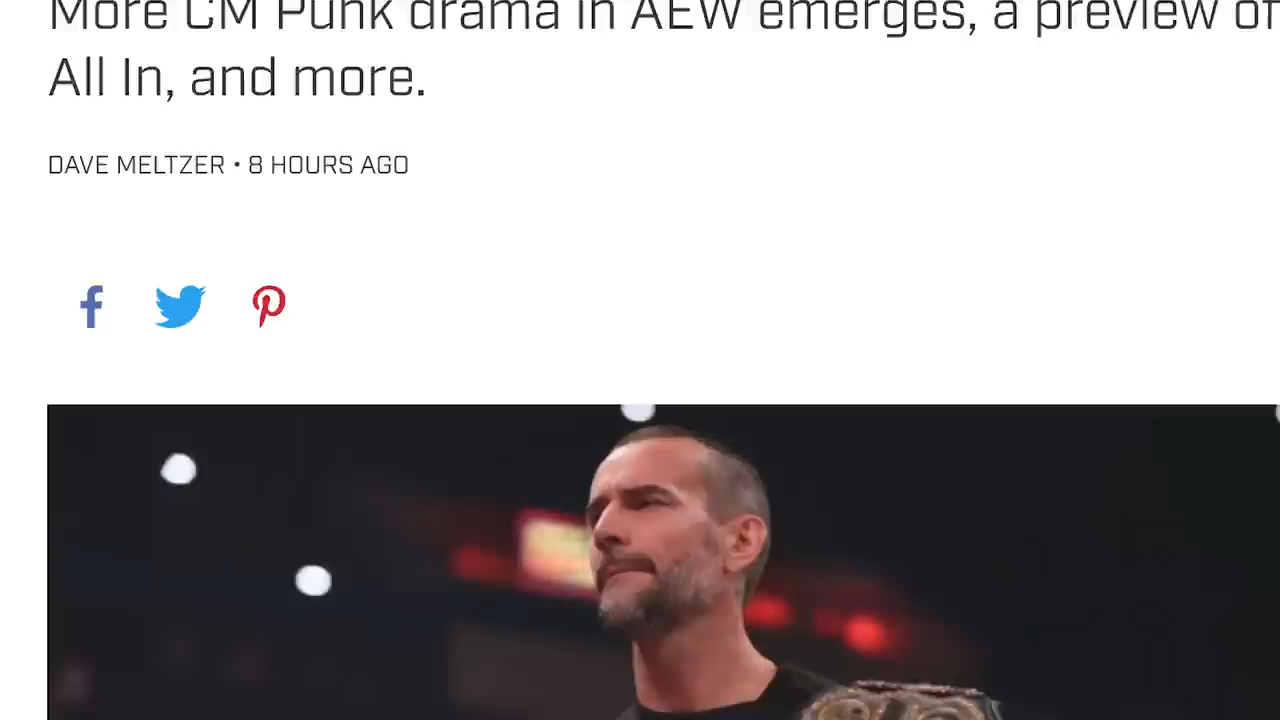 More CM Punk drama in AEW emerges, a preview of
All In, and more.
DAVE MELTZER • 8 HOURS AGO